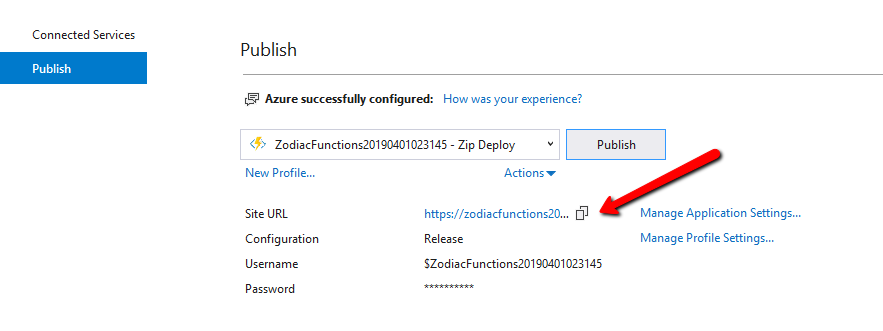 Connected Services
Publish
Publish
Azure successfully configured: How was your experience?
ZodiacFunctions20190401023145 - Zip Deploy Publish
New Profile... Actions
Site URL https://zodiacfunctions20... Manage Application Settings...
Configuration Release Manage Profile Settings...
Username $ZodiacFunctions20190401023145
Password **********